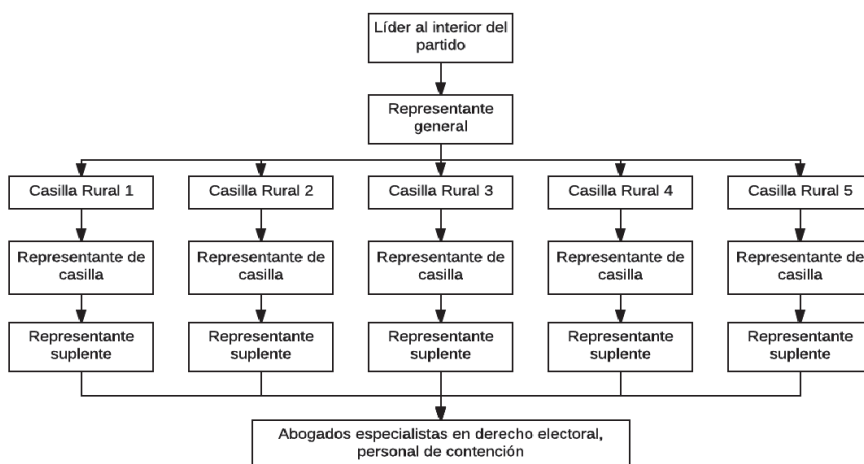 Líder al interior del
partido
Representante
general
Casilla Rural 1
Casilla Rural 2
Casilla Rural 3
Casilla Rural 4
Casilla Rural 5
Representante de
casilla
Representante de
casilla
Representante de
casilla
Representante de
casilla
Representante de
casilla
Representante
suplente
Representante
suplente
Representante
suplente
Representante
suplente
Representante
suplente
Abogados especialistas en derecho electoral,
personal de contención